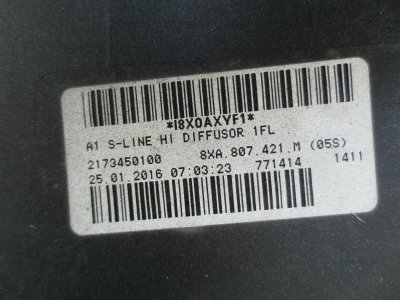 *I8X0AXYF1*
A1 S-LINE HI DIFFUSOR 1FL
2173450100 8XA.807.421.M (05S)
25.01.2016 07:03:23 771414 1411